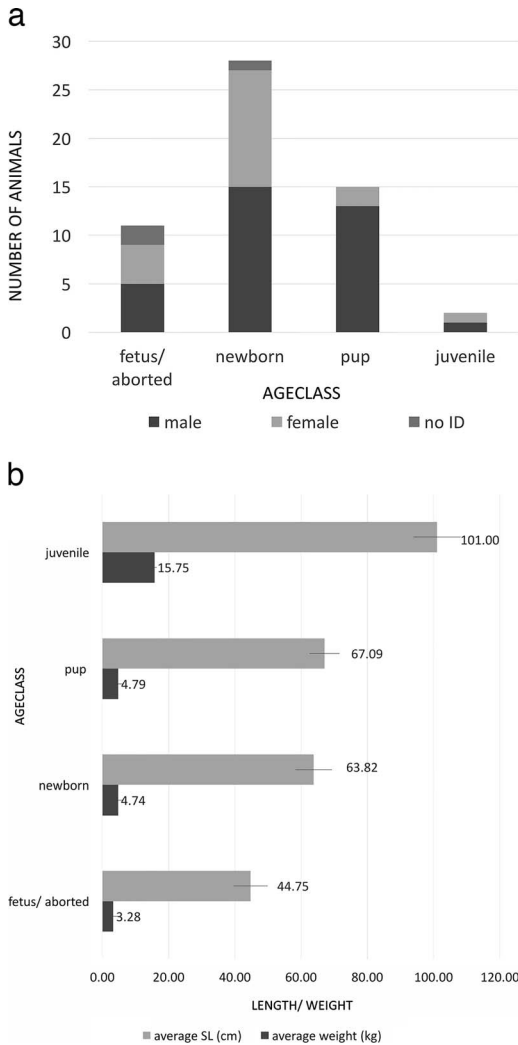 a
30
25
20
15
10
5
0
NUMBER OF ANIMALS
fetus/ aborted
newborn
pup
juvenile
AGECLASS
male female no ID
b
juvenile
101.00
15.75
pup
67.09
4.79
AGECLASS
newborn
63.82
4.74
fetus/ aborted
44.75
3.28
0.00 20.00 40.00 60.00 80.00 100.00 120.00
LENGTH/ WEIGHT
average SL (cm) average weight (kg)